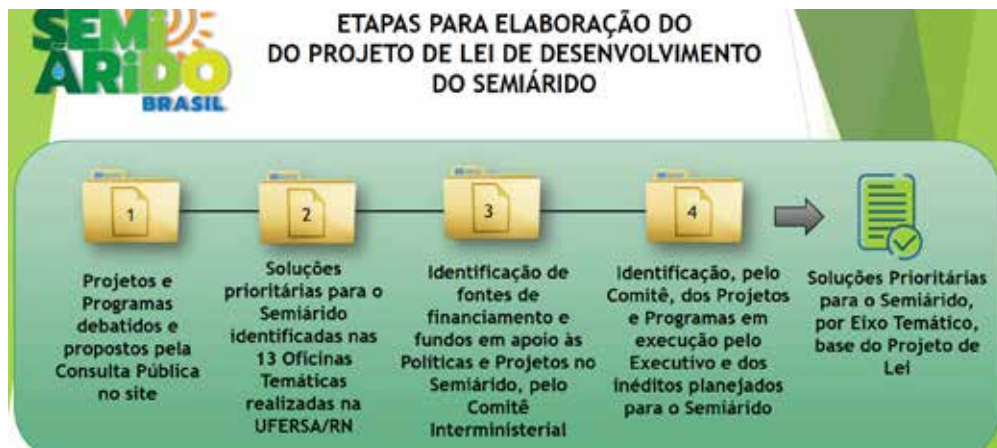 SEMI
ÁRiDO
BRASIL
ETAPAS PARA ELABORAÇÃO DO
DO PROJETO DE LEI DE DESENVOLVIMENTO
DO SEMIÁRIDO
1
Projetos e
Programas
debatidos e
propostos pela
Consulta Pública
no site
2
Soluções
prioritárias para o
Semiárido
identificadas nas
13 Oficinas
Temáticas
realizadas na
UFERSA/RN
3
Identificação de
fontes de
financiamento e
fundos em apoio às
Políticas e Projetos no
Semiárido, pelo
Comitê
Interministerial
4
Identificação, pelo
Comitê, dos Projetos
e Programas em
execução pelo
Executivo e dos
inéditos planejados
para o Semiárido
Soluções Prioritárias
para o Semiárido,
por Eixo Temático,
base do Projeto de
Lei